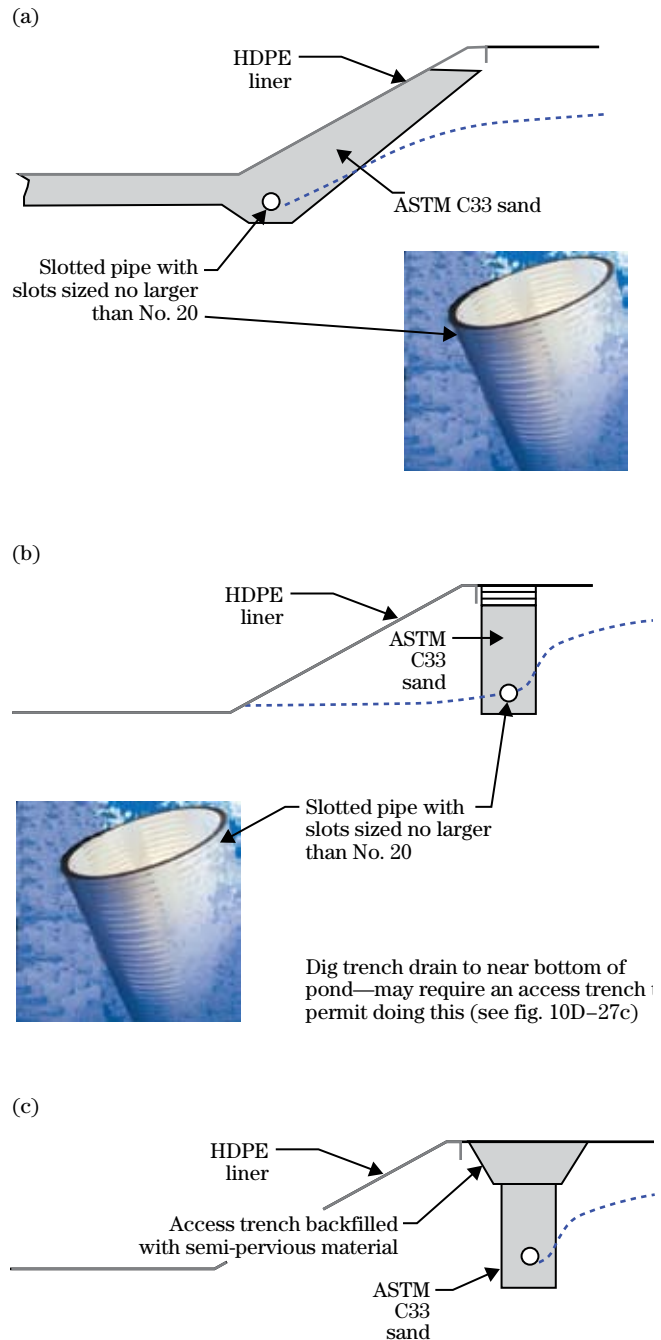 (a)
HDPE
liner
ASTM C33 sand
Slotted pipe with
slots sized no larger
than No. 20
(b)
HDPE
liner
ASTM
C33
sand
Slotted pipe with
slots sized no larger
than No. 20
Dig trench drain to near bottom of
pond—may require an access trench
permit doing this (see fig. 10D–27c)
(c)
HDPE
liner
Access trench backfilled
with semi-pervious material
ASTM
C33
sand